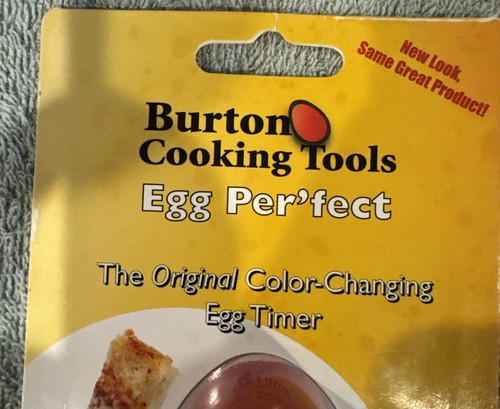 New Look,
Same Great Product!
Burton
Cooking Tools
Egg Per'fect
The Original Color-Changing
Egg Timer